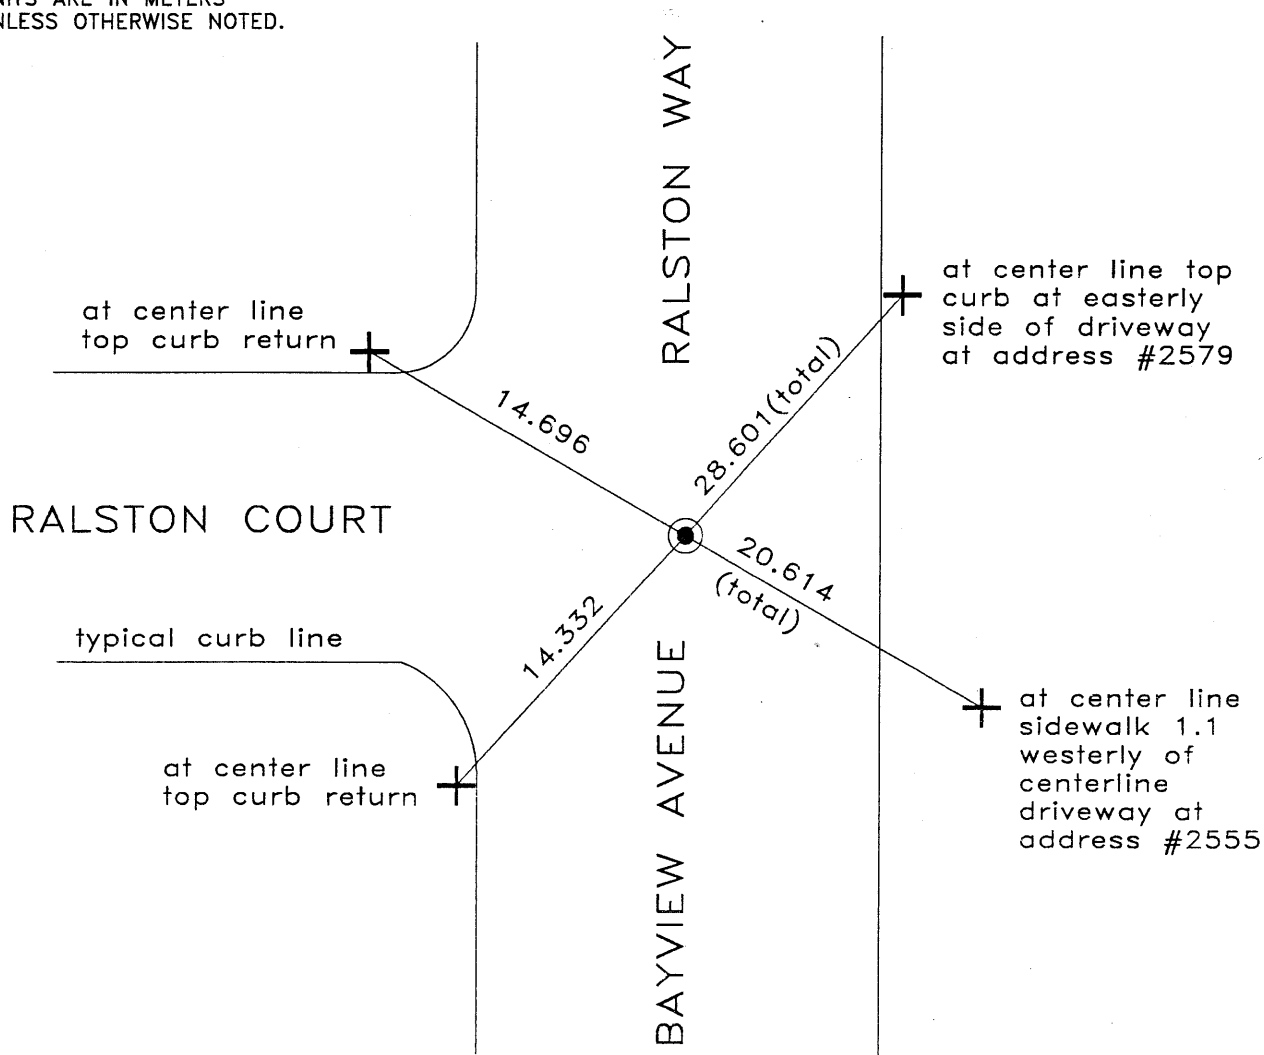 UNLESS OTHERWISE NOTED.
RALSTON WAY
at center line
top curb return
at center line top
curb at easterly
side of driveway
at address #2579
14.696
28.601(total)
RALSTON COURT
20.614
(total)
14.332
typical curb line
BAYVIEW AVENUE
at center line
top curb return
at center line
sidewalk 1.1
westerly of
centerline
driveway at
address #2555